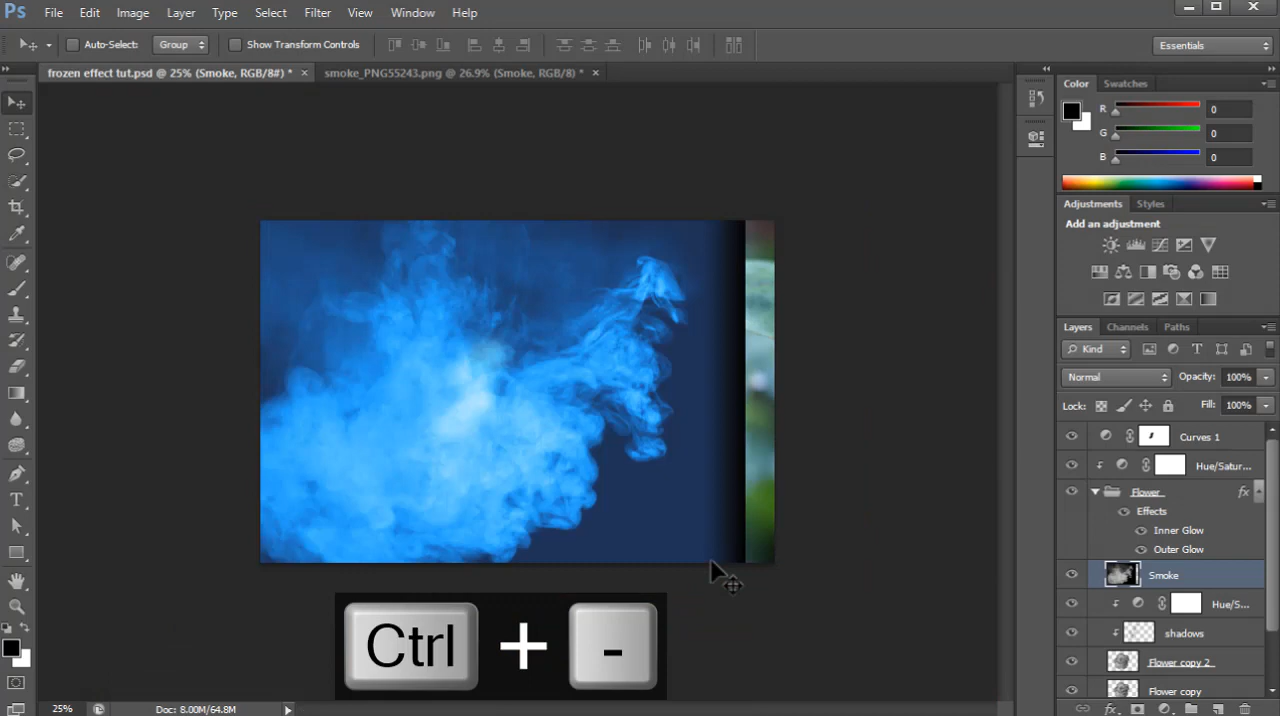 Ps File Edit Image Layer Type Select Filter 3D View Window Help
Auto-Select: Group Show Transform Controls Essentials
frozen effect tut.psd @ 25% (Smoke, RGB/8#) * × smoke_PNG55243.png @ 26.9% (Smoke, RGB/8) * ×
Color Swatches
R 0
G 0
B 0
Adjustments Styles
Add an adjustment
Layers Channels Paths
Kind T
Normal Opacity: 100%
Lock: Fill: 100%
Curves 1
Hue/Satur...
Flower fx
Effects
Inner Glow
Outer Glow
Smoke
Hue/S...
shadows
Flower copy 2
Flower copy
Ctrl + -
25% Doc: 8.00M/64.8M fx